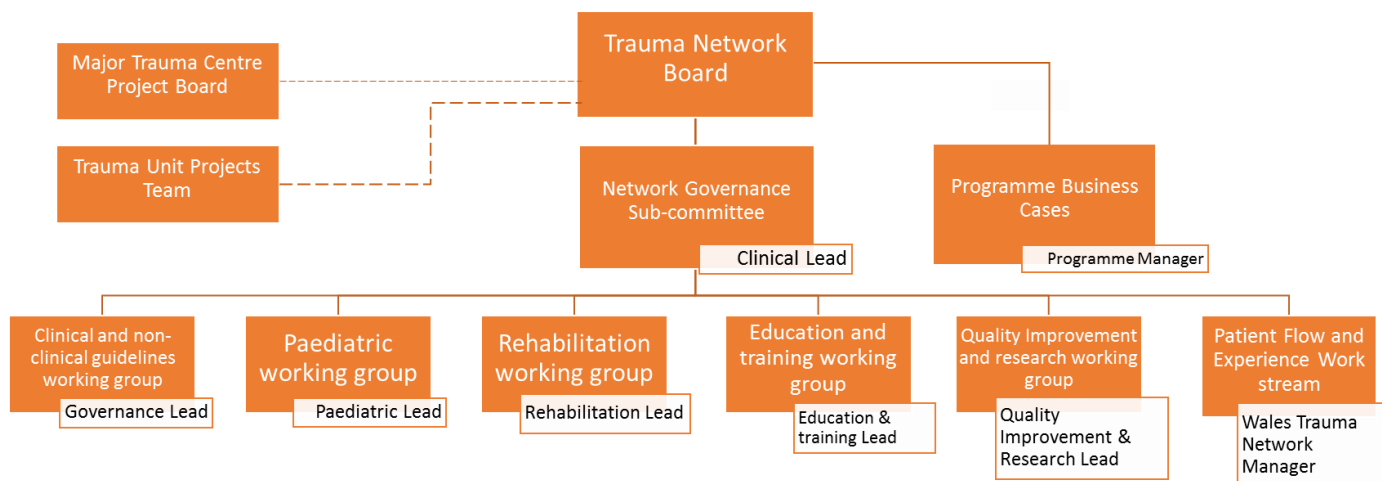 Major Trauma Centre
Project Board
Trauma Network
Board
Trauma Unit Projects
Team
Network Governance
Sub-committee
Clinical Lead
Programme Business
Cases
Programme Manager
Clinical and non-
clinical guidelines
working group
Governance Lead
Paediatric
working group
Paediatric Lead
Rehabilitation
working group
Rehabilitation Lead
Education and
training working
group
Education &
training Lead
Quality Improvement
and research working
group
Quality
Improvement &
Research Lead
Patient Flow and
Experience Work
stream
Wales Trauma
Network
Manager